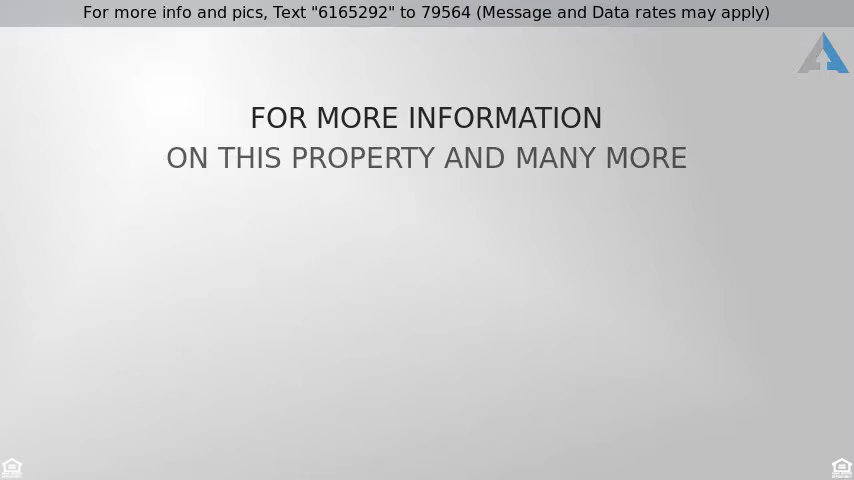 For more info and pics, Text "6165292" to 79564 (Message and Data rates may apply)
FOR MORE INFORMATION
ON THIS PROPERTY AND MANY MORE